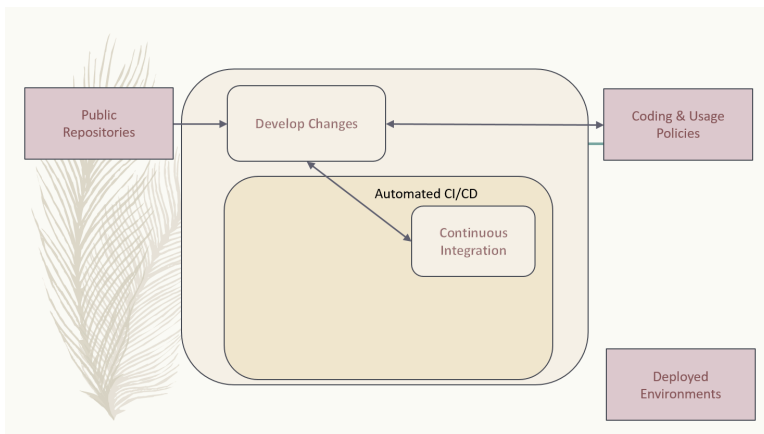 Public
Repositories
Develop Changes
Coding & Usage
Policies
Automated CI/CD
Continuous
Integration
Deployed
Environments